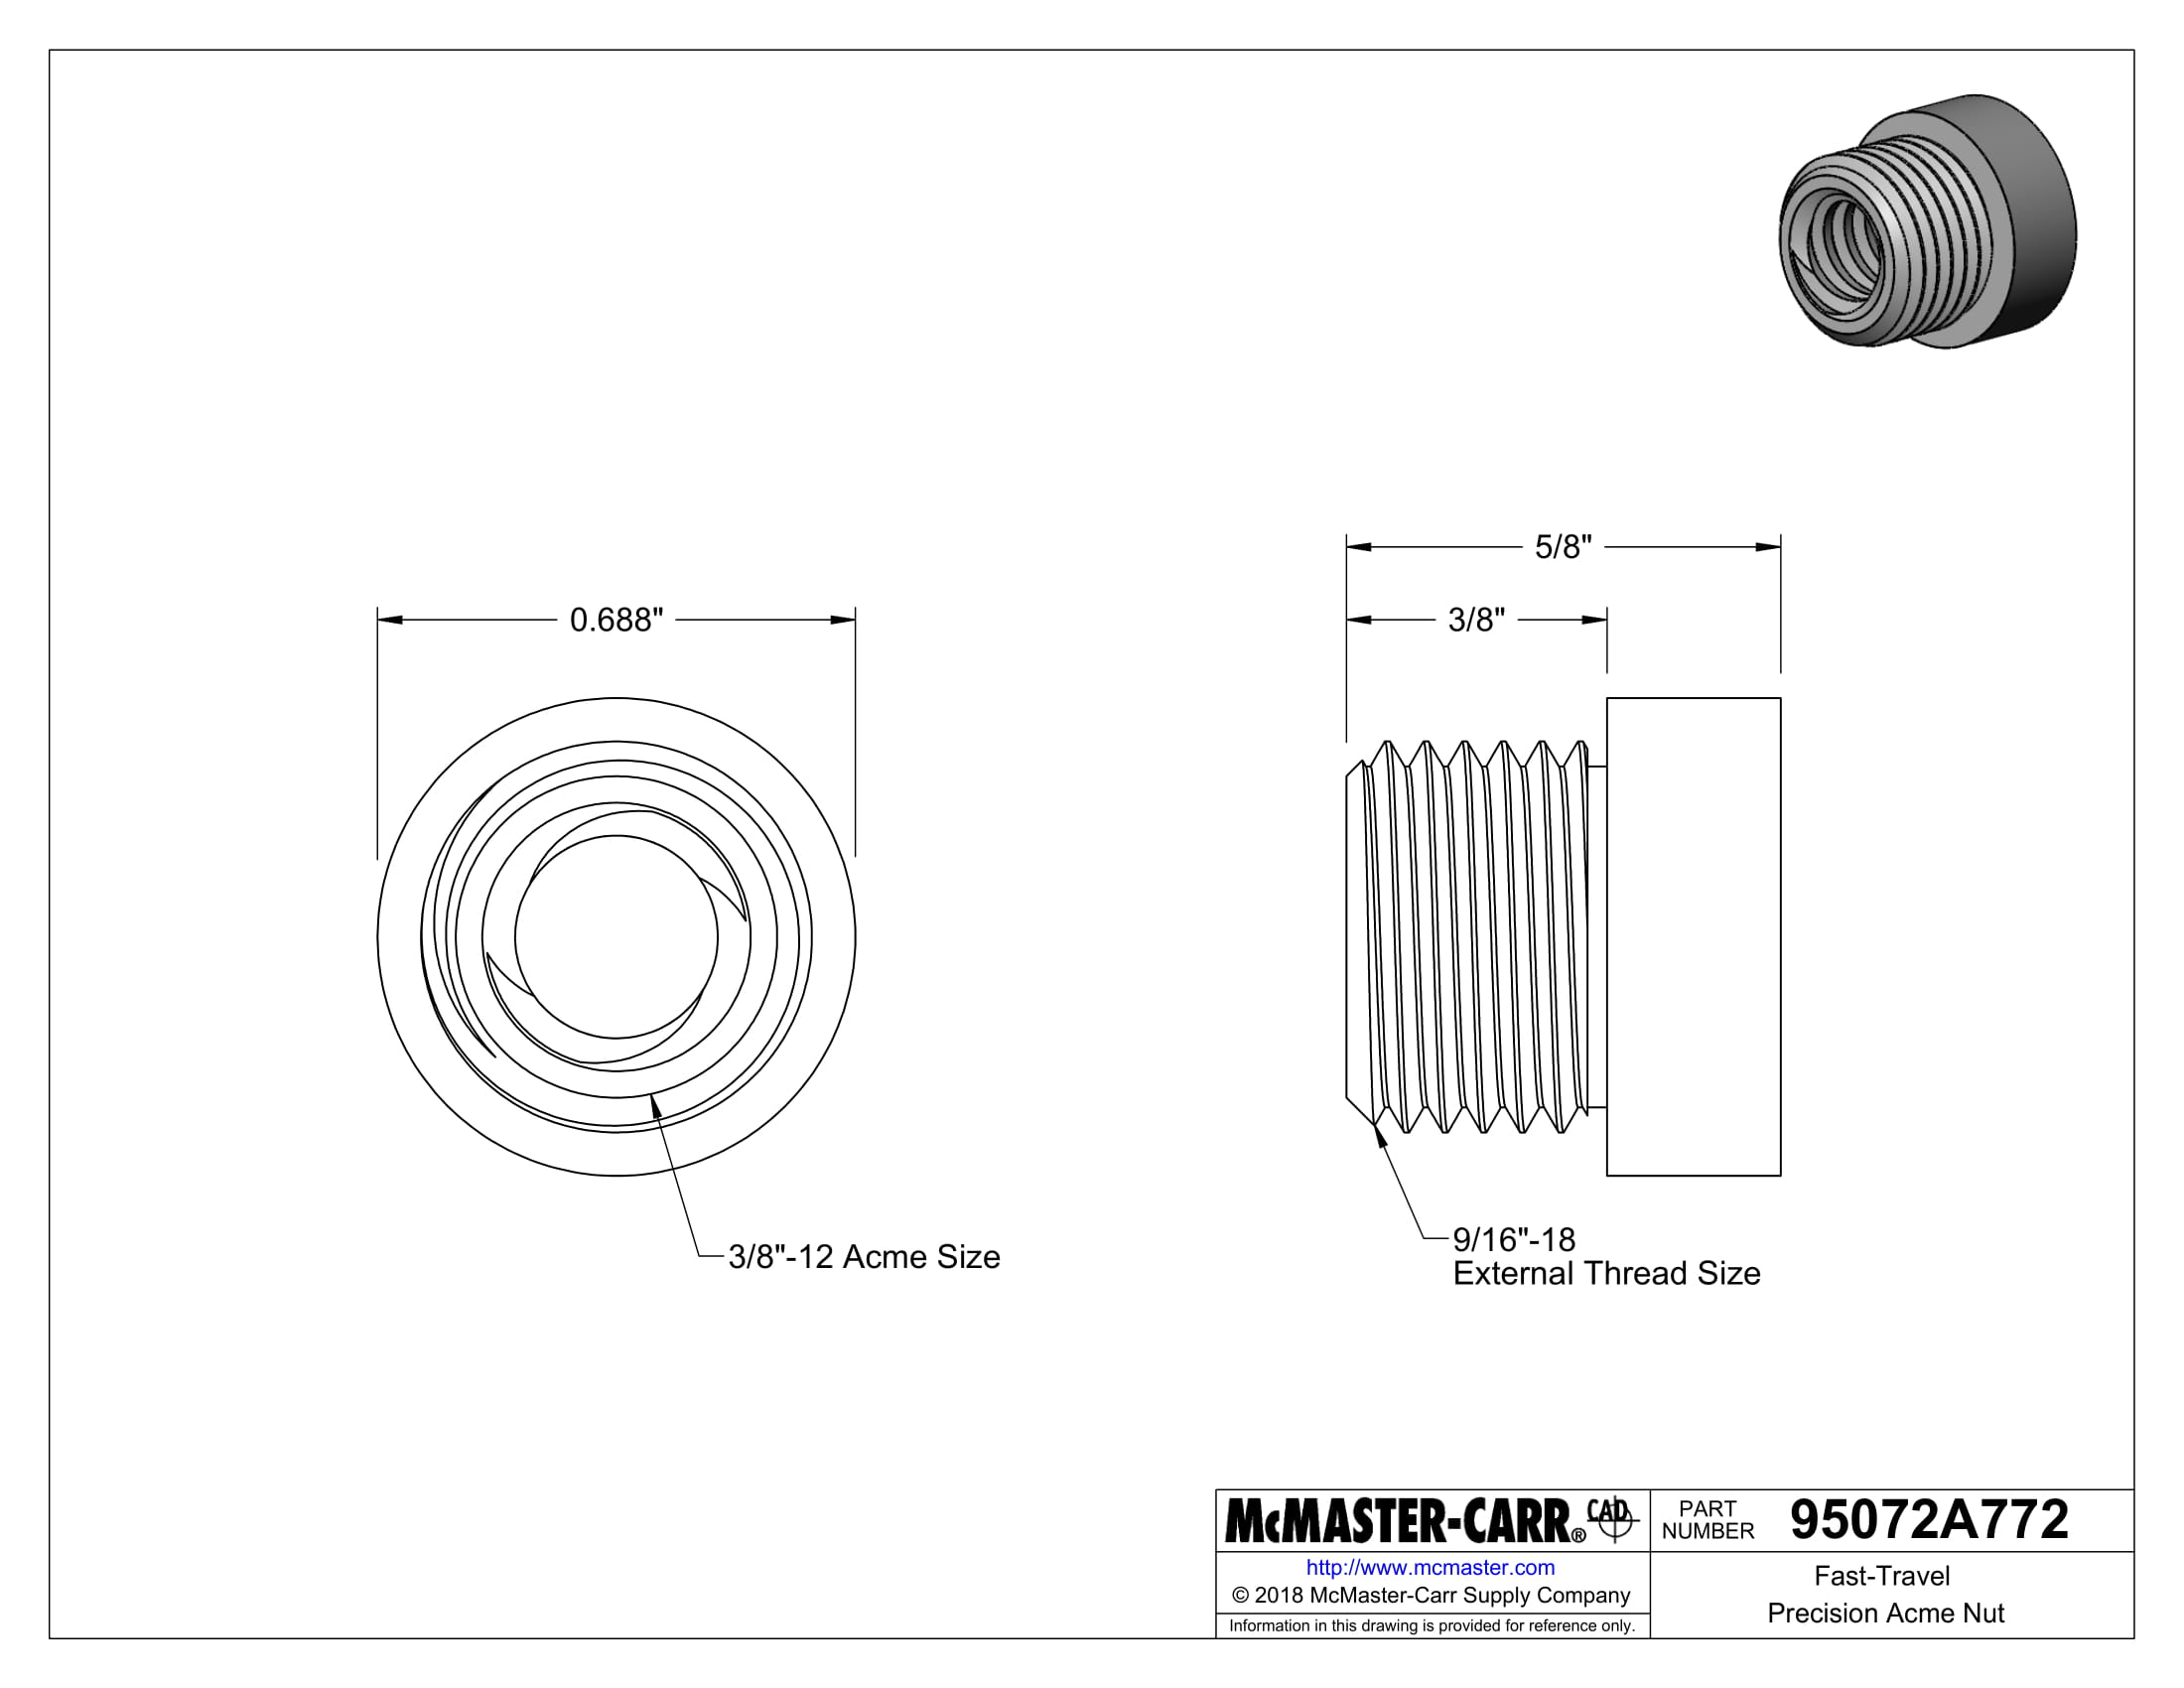 5/8"
0.688"
3/8"
3/8"-12 Acme Size
9/16"-18
External Thread Size
McMASTER-CARR® CAD
PART
NUMBER
95072A772
http://www.mcmaster.com
© 2018 McMaster-Carr Supply Company
Information in this drawing is provided for reference only.
Fast-Travel
Precision Acme Nut